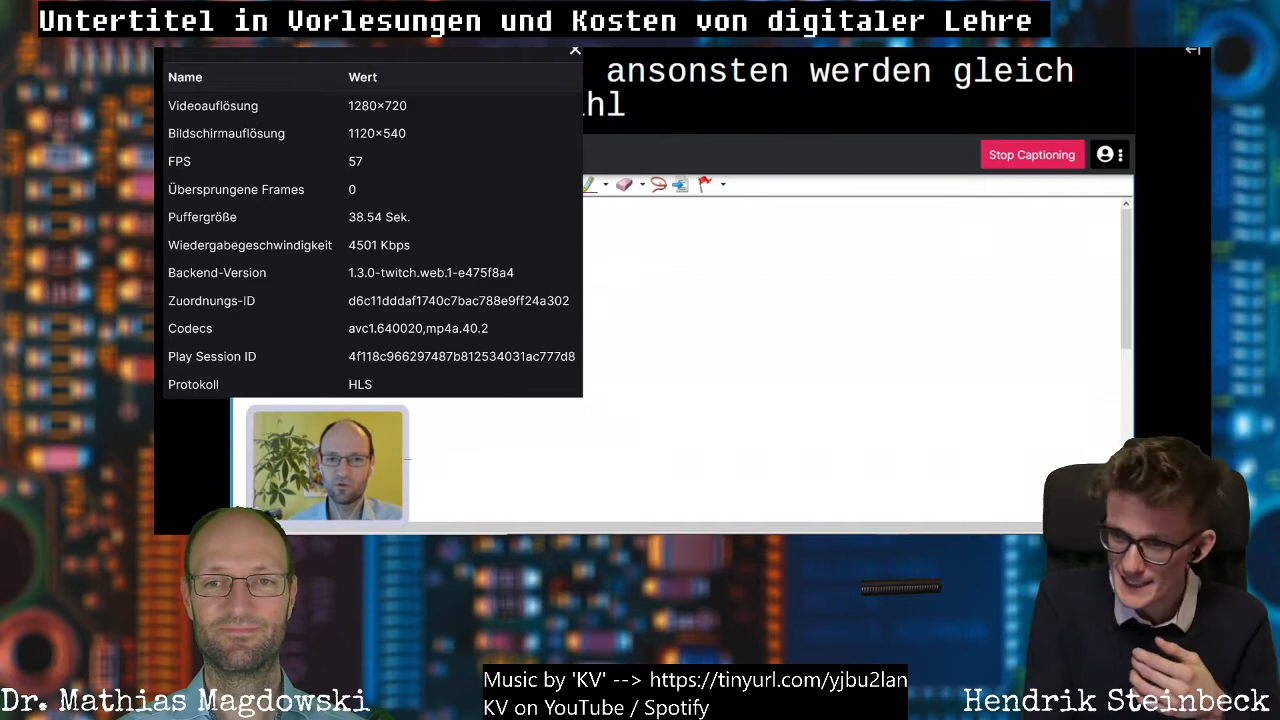 Untertitel in Vorlesungen und Kosten von digitaler Lehre
ansonsten werden gleich
Name Wert
Videoauflösung 1280×720
Bildschirmauflösung 1120×540
FPS 57
Übersprungene Frames 0
Puffergröße 38.54 Sek.
Wiedergabegeschwindigkeit 4501 Kbps
Backend-Version 1.3.0-twitch.web.1-e475f8a4
Zuordnungs-ID d6c11dddaf1740c7bac788e9ff24a302
Codecs avc1.640020,mp4a.40.2
Play Session ID 4f118c966297487b812534031ac777d8
Protokoll HLS
Stop Captioning
Music by 'KV' --> https://tinyurl.com/yjbu2lan
KV on YouTube / Spotify
Dr. Mathias Magdowski
Hendrik Steinbeck